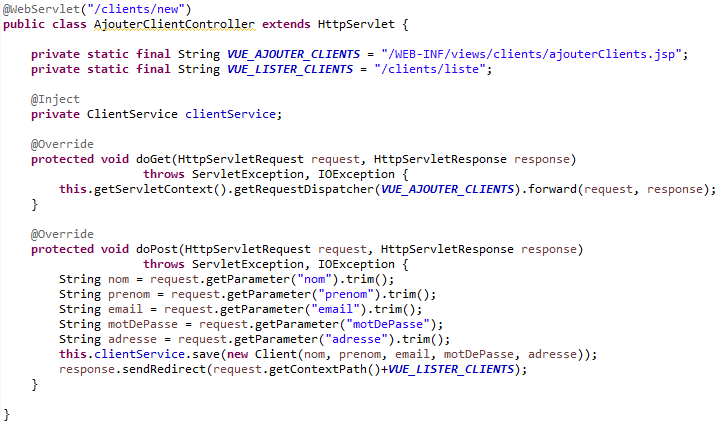 @WebServlet("/clients/new")
public class AjouterClientController extends HttpServlet {
private static final String VUE_AJOUTER_CLIENTS = "/WEB-INF/views/clients/ajouterClients.jsp";
private static final String VUE_LISTER_CLIENTS = "/clients/liste";
@Inject
private ClientService clientService;
@Override
protected void doGet(HttpServletRequest request, HttpServletResponse response)
throws ServletException, IOException {
this.getServletContext().getRequestDispatcher(VUE_AJOUTER_CLIENTS).forward(request, response);
}
@Override
protected void doPost(HttpServletRequest request, HttpServletResponse response)
throws ServletException, IOException {
String nom = request.getParameter("nom").trim();
String prenom = request.getParameter("prenom").trim();
String email = request.getParameter("email").trim();
String motDePasse = request.getParameter("motDePasse");
String adresse = request.getParameter("adresse").trim();
this.clientService.save(new Client(nom, prenom, email, motDePasse, adresse));
response.sendRedirect(request.getContextPath()+VUE_LISTER_CLIENTS);
}
}